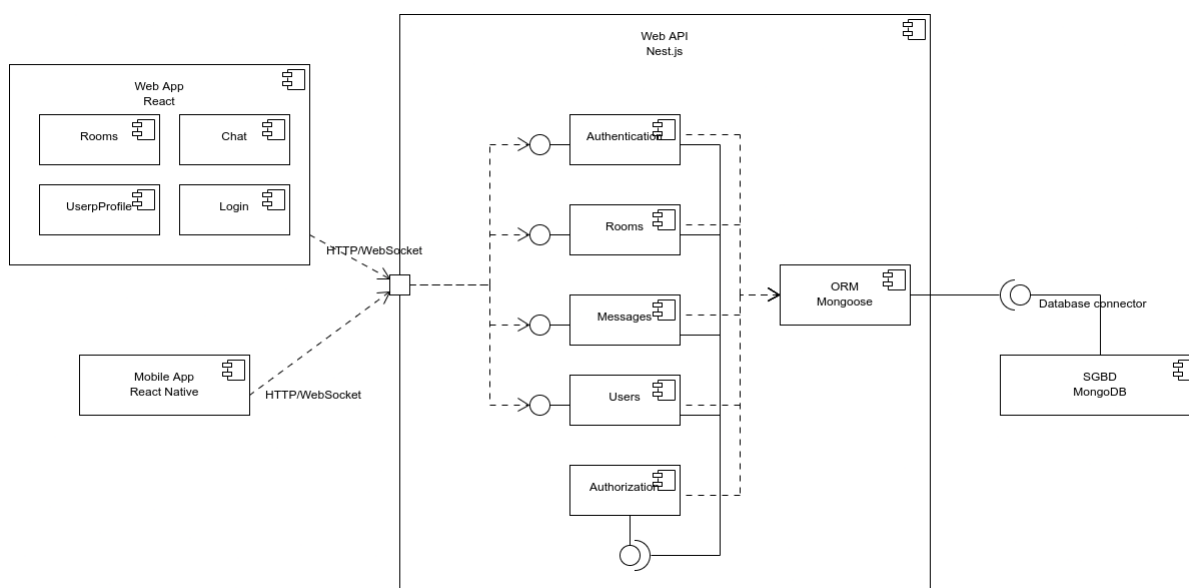 Web API
Nest.js
Web App
React
Rooms
Chat
UserpProfile
Login
HTTP/WebSocket
Mobile App
React Native
HTTP/WebSocket
Authentication
Rooms
Messages
Users
Authorization
ORM
Mongoose
Database connector
SGBD
MongoDB